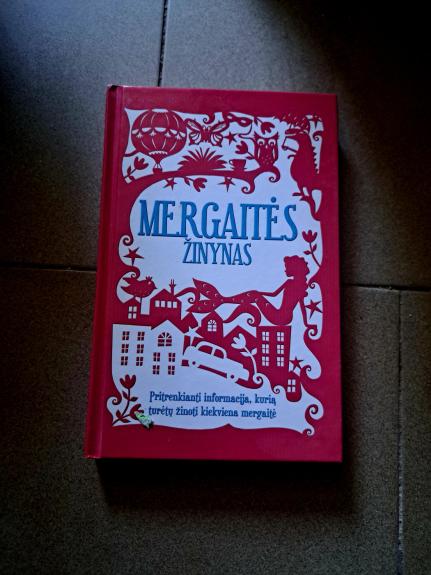 MERGAITĖS
ŽINYNAS
Pritrenkianti informacija, kurią
turėtų žinoti kiekviena mergaitė